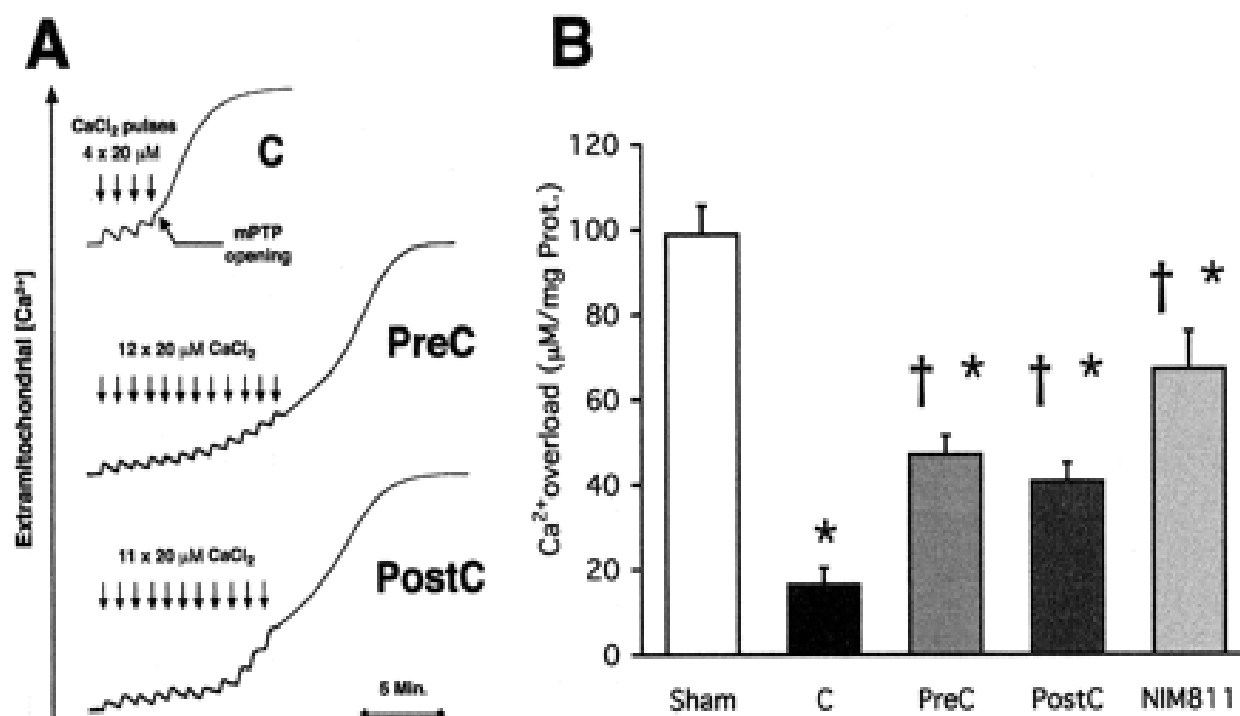 A
Extramitochondrial [Ca²⁺]
CaCl₂ pulses
4 x 20 µM
C
mPTP
opening
12 x 20 µM CaCl₂
PreC
11 x 20 µM CaCl₂
PostC
5 Min.
B
Ca²⁺overload (µM/mg Prot.)
120
100
80
60
40
20
0
*
† *
† *
† *
Sham C PreC PostC NIM811